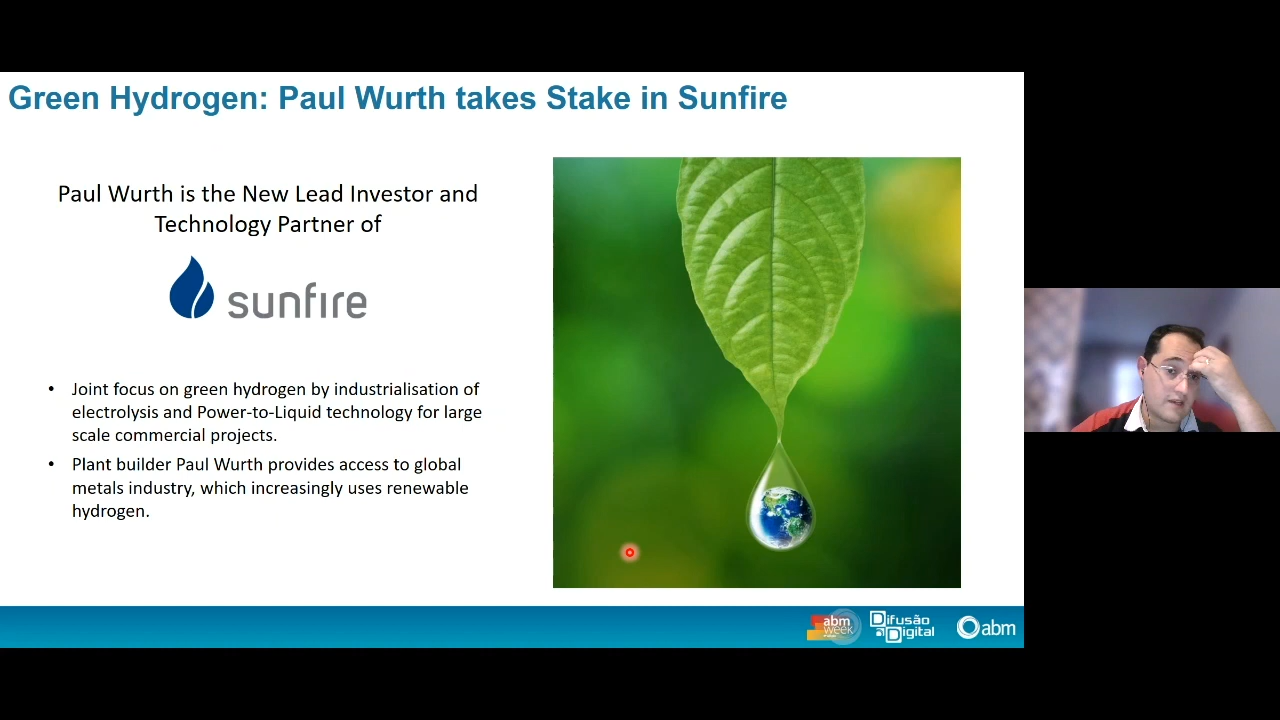 Green Hydrogen: Paul Wurth takes Stake in Sunfire
Paul Wurth is the New Lead Investor and
Technology Partner of
sunfire
• Joint focus on green hydrogen by industrialisation of
electrolysis and Power-to-Liquid technology for large
scale commercial projects.
• Plant builder Paul Wurth provides access to global
metals industry, which increasingly uses renewable
hydrogen.
abm
week
Difusão
Digital
abm